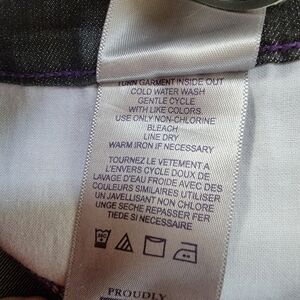 TURN GARMENT INSIDE OUT
COLD WATER WASH
GENTLE CYCLE
WITH LIKE COLORS.
USE ONLY NON-CHLORINE
BLEACH
LINE DRY
WARM IRON IF NECESSARY
TOURNEZ LE VETEMENT A
L'ENVERS CYCLE DOUX DE
LAVAGE D'EAU FROIDE AVEC DES
COULEURS SIMILAIRES UTILISER
UN JAVELLISANT NON CHLORE
UNGE SECHE REPASSER FER
TIEDE SI NECESSAIRE
PROUDLY